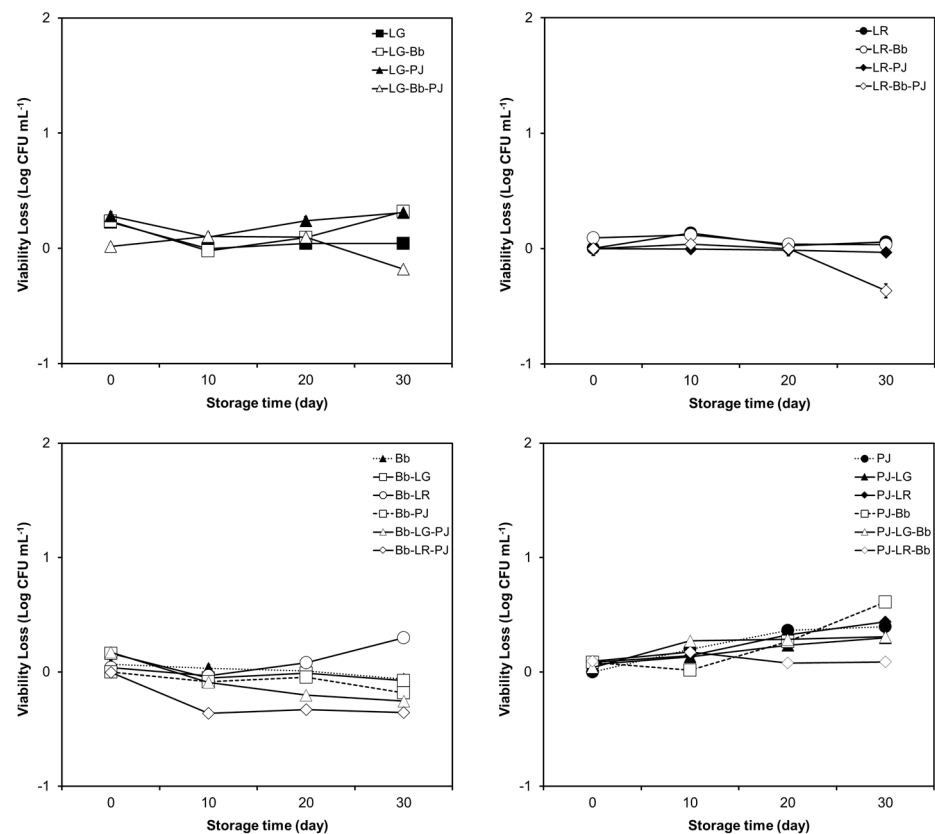 2
LG
LG-Bb
LG-PJ
LG-Bb-PJ
1
0
-1
Viability Loss (Log CFU mL-1)
0 10 20 30
Storage time (day)
2
LR
LR-Bb
LR-PJ
LR-Bb-PJ
1
0
-1
Viability Loss (Log CFU mL-1)
0 10 20 30
Storage time (day)
2
Bb
Bb-LG
Bb-LR
Bb-PJ
Bb-LG-PJ
Bb-LR-PJ
1
0
-1
Viability Loss (Log CFU mL-1)
0 10 20 30
Storage time (day)
2
PJ
PJ-LG
PJ-LR
PJ-Bb
PJ-LG-Bb
PJ-LR-Bb
1
0
-1
Viability Loss (Log CFU mL-1)
0 10 20 30
Storage time (day)